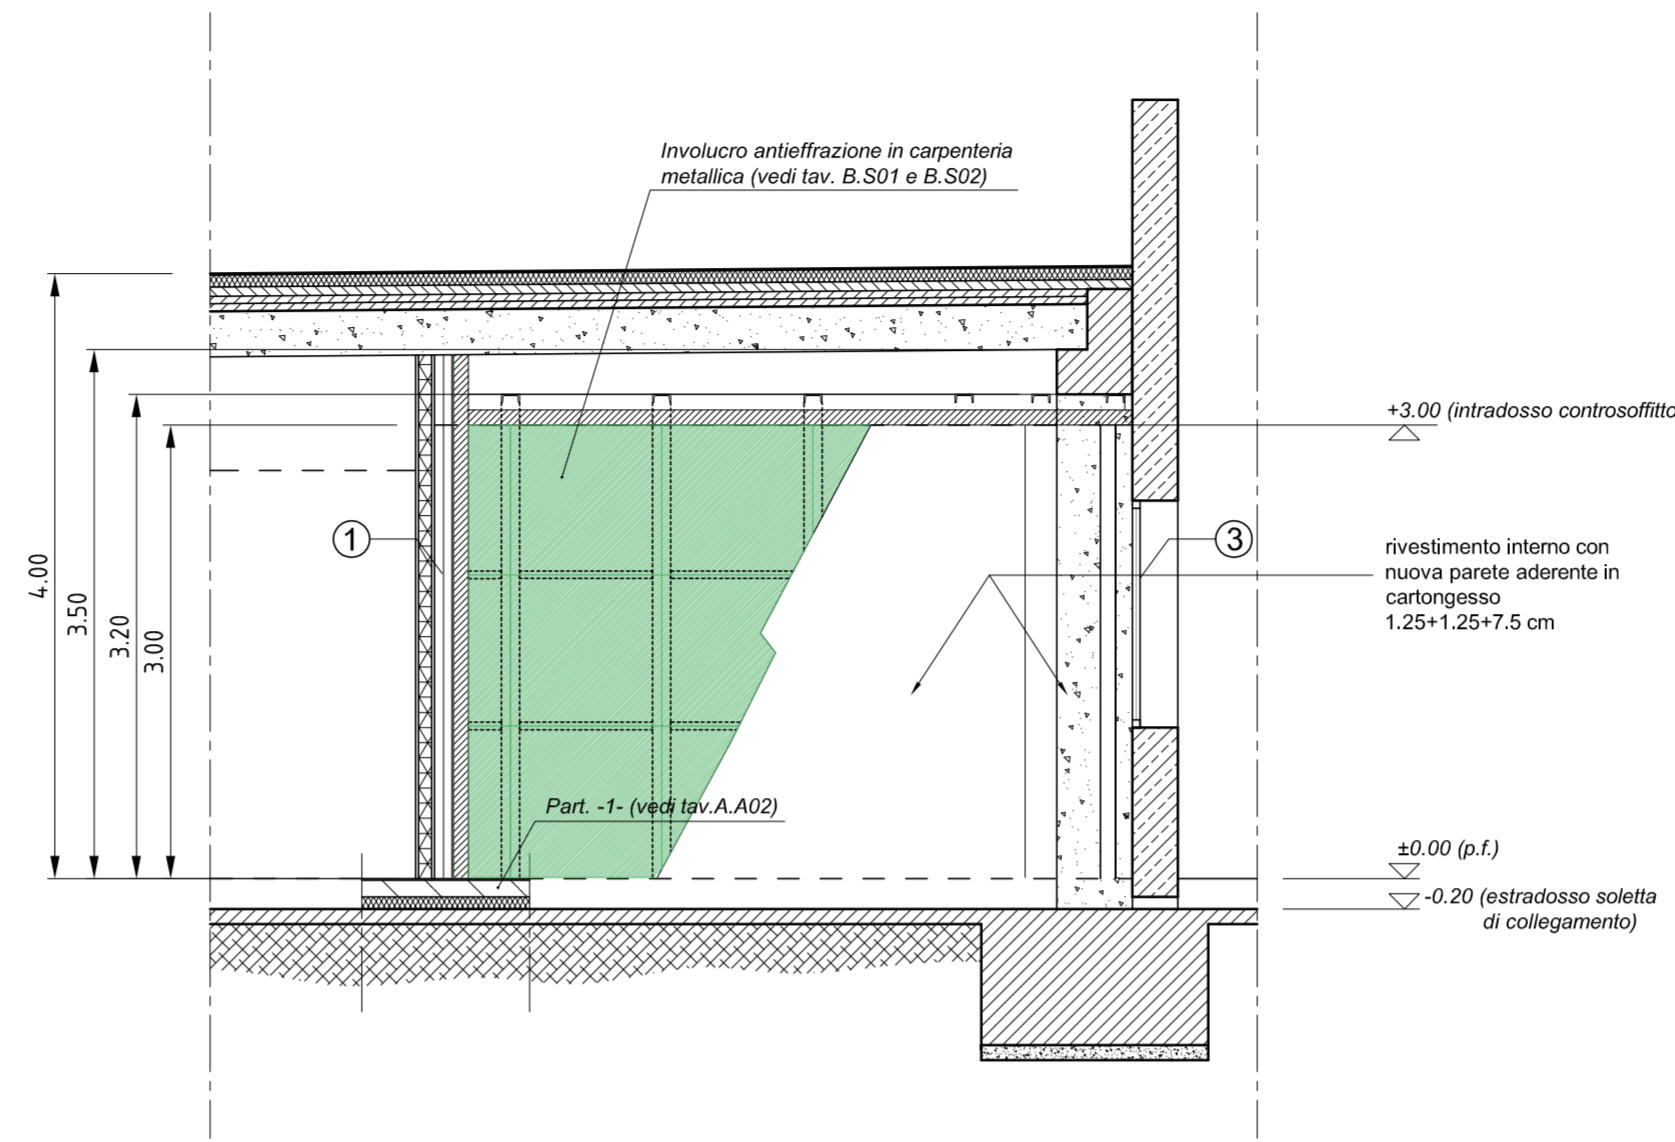 Involucro antieffrazione in carpenteria
metallica (vedi tav. B.S01 e B.S02)
+3.00 (intradosso controsoffitto
1
3
rivestimento interno con
nuova parete aderente in
cartongesso
1.25+1.25+7.5 cm
4.00
3.50
3.20
3.00
Part. -1- (vedi tav.A.A02)
±0.00 (p.f.)
-0.20 (estradosso soletta
di collegamento)